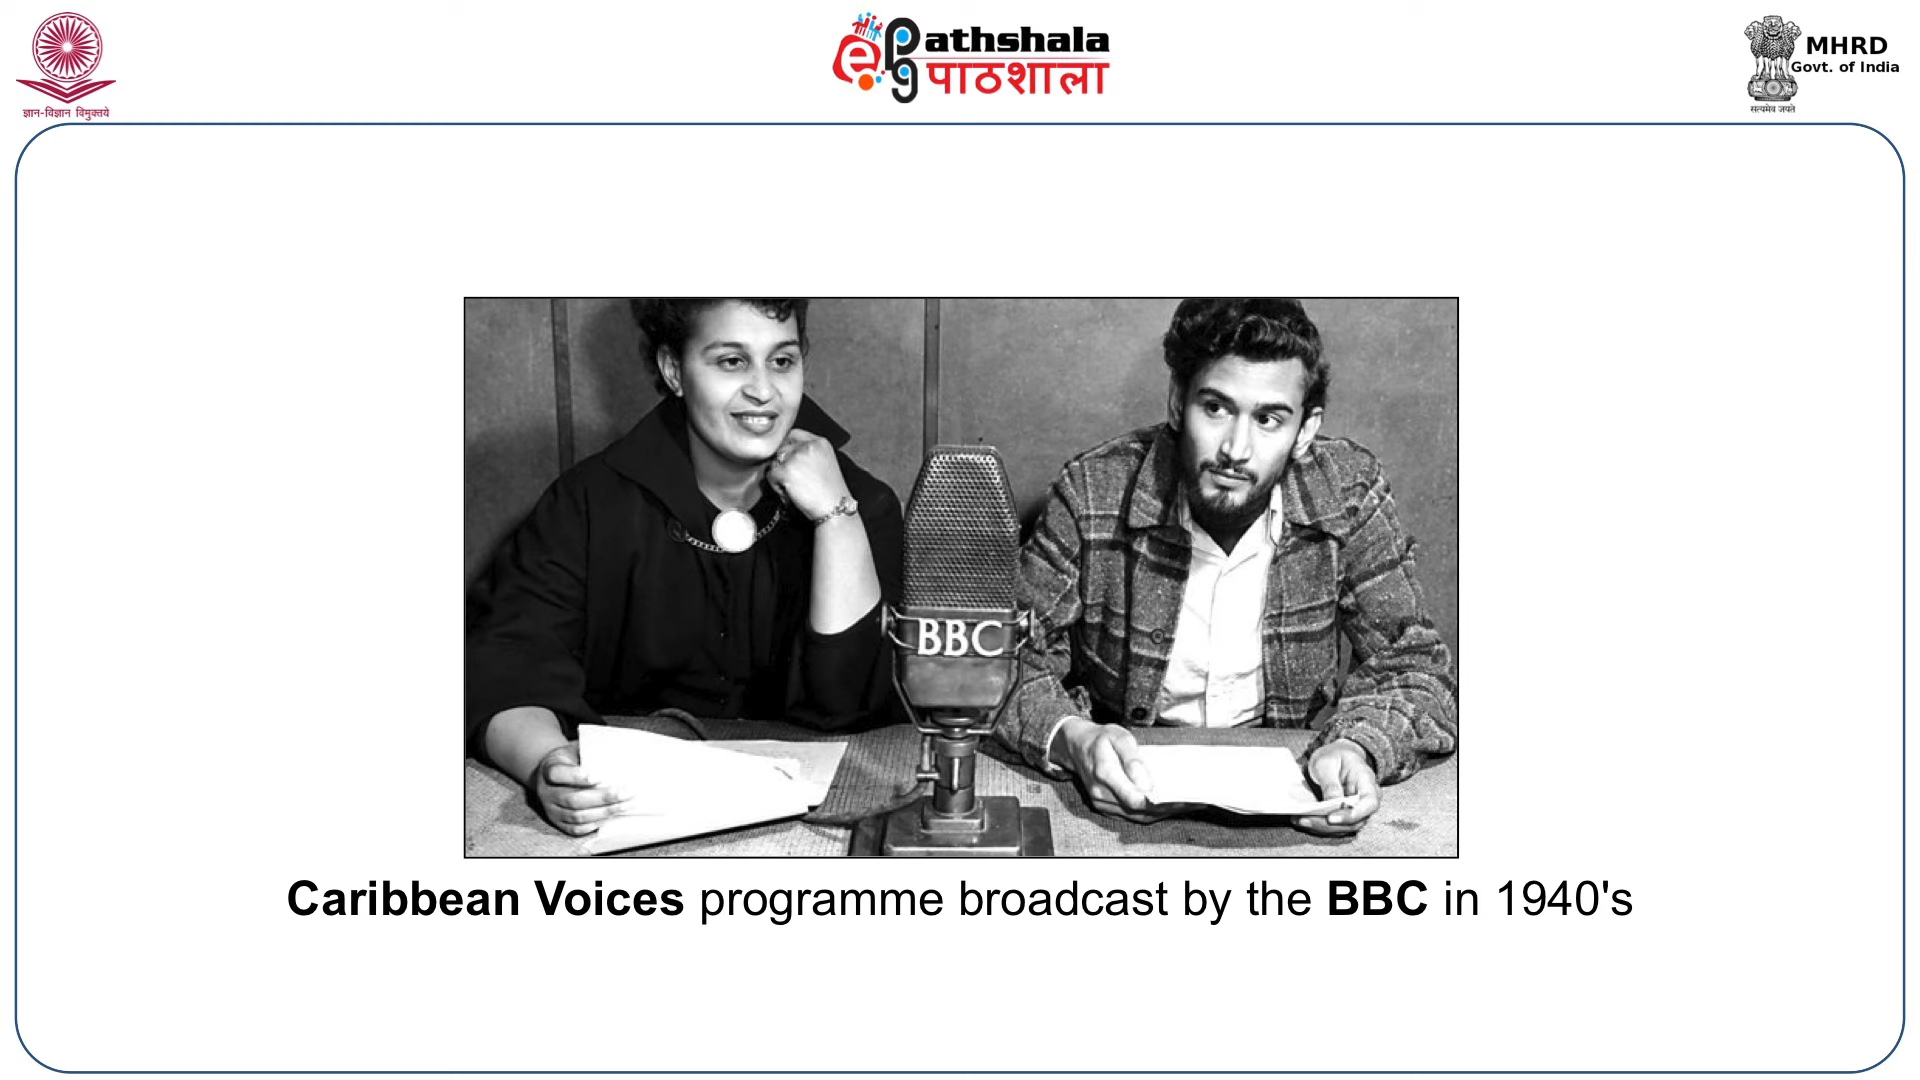 ज्ञान-विज्ञान विमुक्तये
ePathshala
पाठशाला
MHRD
Govt. of India
सत्यमेव जयते
BBC
Caribbean Voices programme broadcast by the BBC in 1940's